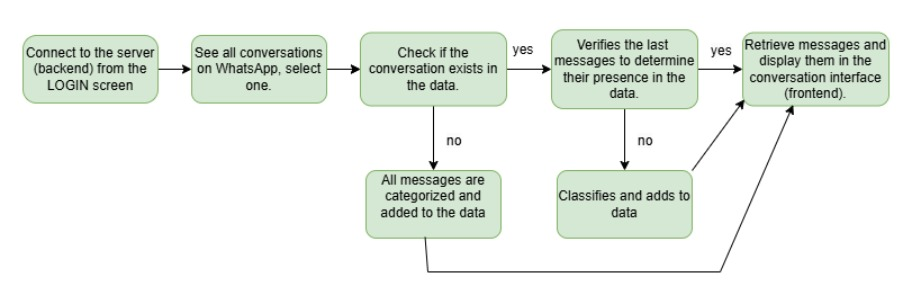 Connect to the server
(backend) from the
LOGIN screen
See all conversations
on WhatsApp, select
one.
Check if the
conversation exists in
the data.
yes
Verifies the last
messages to determine
their presence in the
data.
yes
Retrieve messages and
display them in the
conversation interface
(frontend).
no
no
All messages are
categorized and
added to the data
Classifies and adds to
data